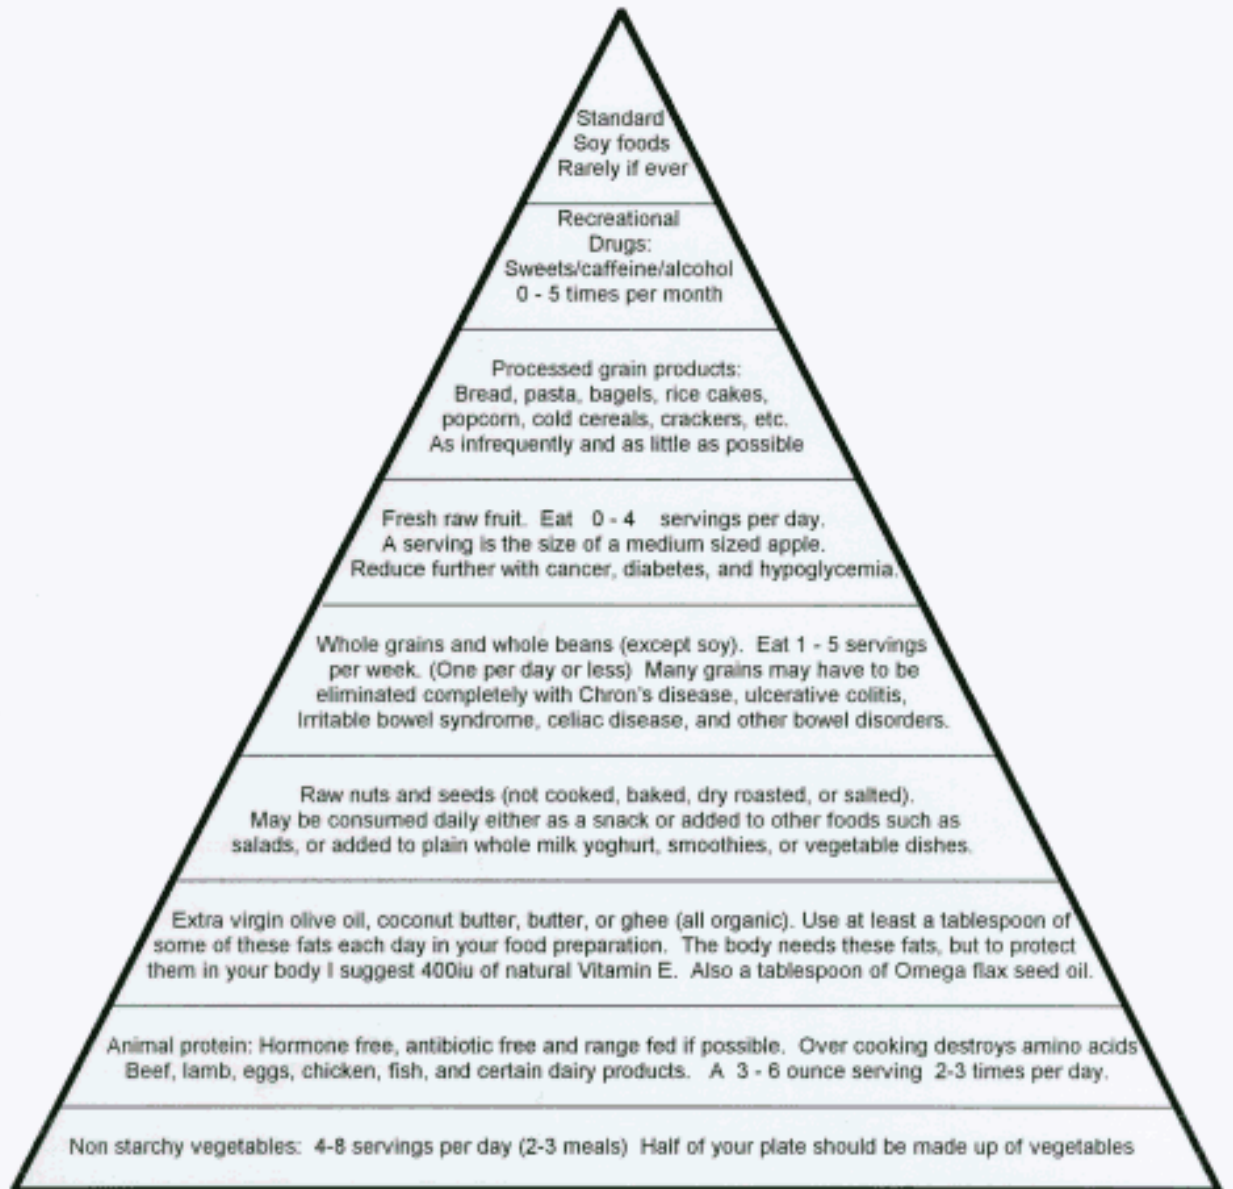 Standard
Soy foods
Rarely if ever
Recreational
Drugs:
Sweets/caffeine/alcohol
0 - 5 times per month
Processed grain products:
Bread, pasta, bagels, rice cakes,
popcorn, cold cereals, crackers, etc.
As infrequently and as little as possible
Fresh raw fruit. Eat 0 - 4 servings per day.
A serving is the size of a medium sized apple.
Reduce further with cancer, diabetes, and hypoglycemia.
Whole grains and whole beans (except soy). Eat 1 - 5 servings
per week. (One per day or less) Many grains may have to be
eliminated completely with Chron's disease, ulcerative colitis,
Irritable bowel syndrome, celiac disease, and other bowel disorders.
Raw nuts and seeds (not cooked, baked, dry roasted, or salted).
May be consumed daily either as a snack or added to other foods such as
salads, or added to plain whole milk yoghurt, smoothies, or vegetable dishes.
Extra virgin olive oil, coconut butter, butter, or ghee (all organic). Use at least a tablespoon of
some of these fats each day in your food preparation. The body needs these fats, but to protect
them in your body I suggest 400iu of natural Vitamin E. Also a tablespoon of Omega flax seed oil.
Animal protein: Hormone free, antibiotic free and range fed if possible. Over cooking destroys amino acids
Beef, lamb, eggs, chicken, fish, and certain dairy products. A 3 - 6 ounce serving 2-3 times per day.
Non starchy vegetables: 4-8 servings per day (2-3 meals) Half of your plate should be made up of vegetables